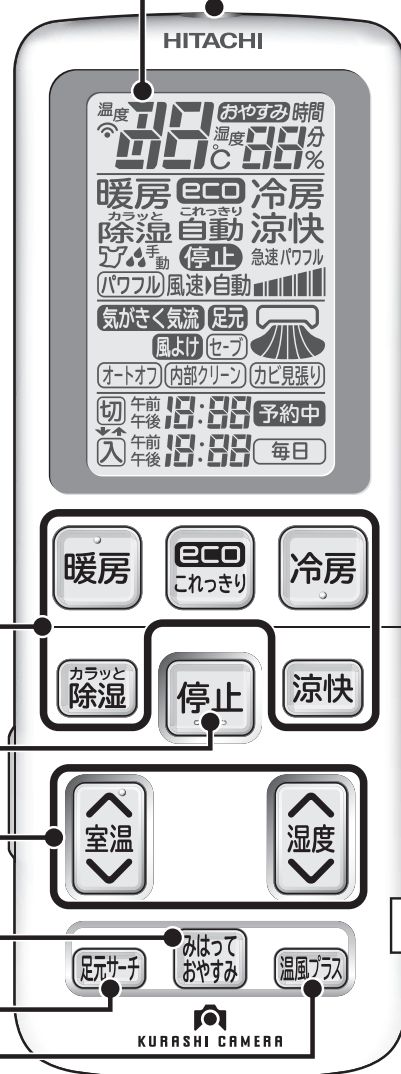 HITACHI
温度 88 ℃ おやすみ 時間
湿度 88 分 %
暖房 eco 冷房
カラッと これっきり
除湿 自動 涼快
手動 停止 急速パワフル
パワフル 風速 自動
気がきく気流 足元
風よけ セーブ
オートオフ 内部クリーン カビ見張り
切 午前 午後 18:88 予約中
入 午前 午後 18:88 毎日
暖房 eco これっきり 冷房
カラッと除湿 停止 涼快
室温 湿度
足元サーチ みはっておやすみ 温風プラス
KURASHI CAMERA